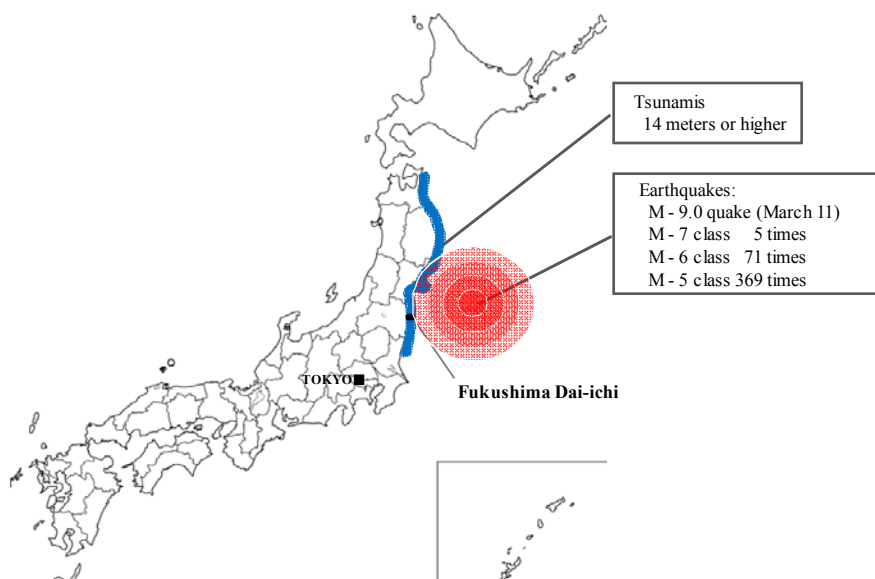 Tsunamis
14 meters or higher
Earthquakes:
M - 9.0 quake (March 11)
M - 7 class 5 times
M - 6 class 71 times
M - 5 class 369 times
TOKYO
Fukushima Dai-ichi